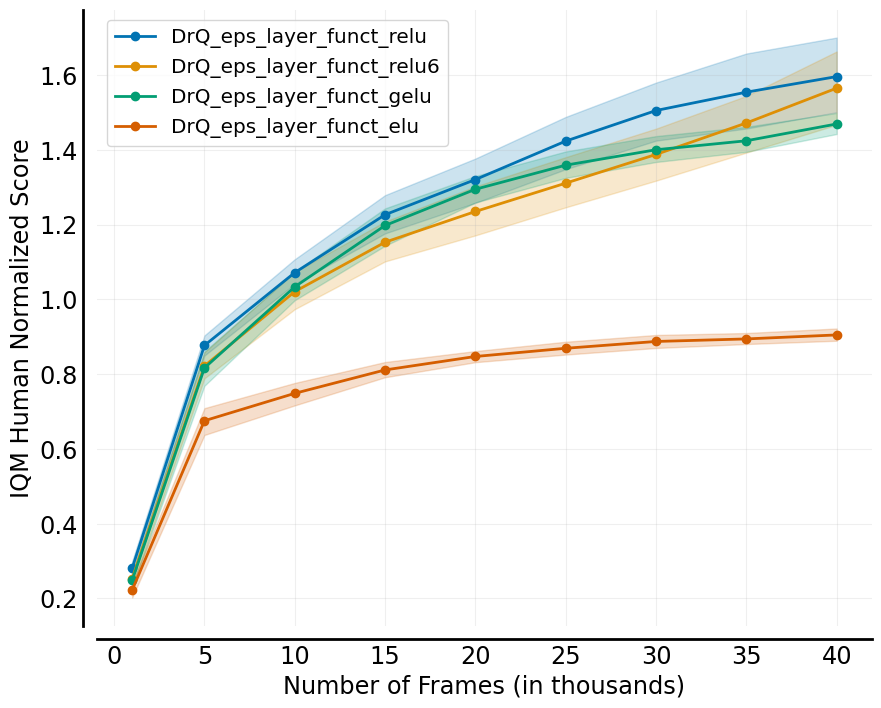 DrQ_eps_layer_funct_relu
DrQ_eps_layer_funct_relu6
DrQ_eps_layer_funct_gelu
DrQ_eps_layer_funct_elu
IQM Human Normalized Score
1.6
1.4
1.2
1.0
0.8
0.6
0.4
0.2
0 5 10 15 20 25 30 35 40
Number of Frames (in thousands)